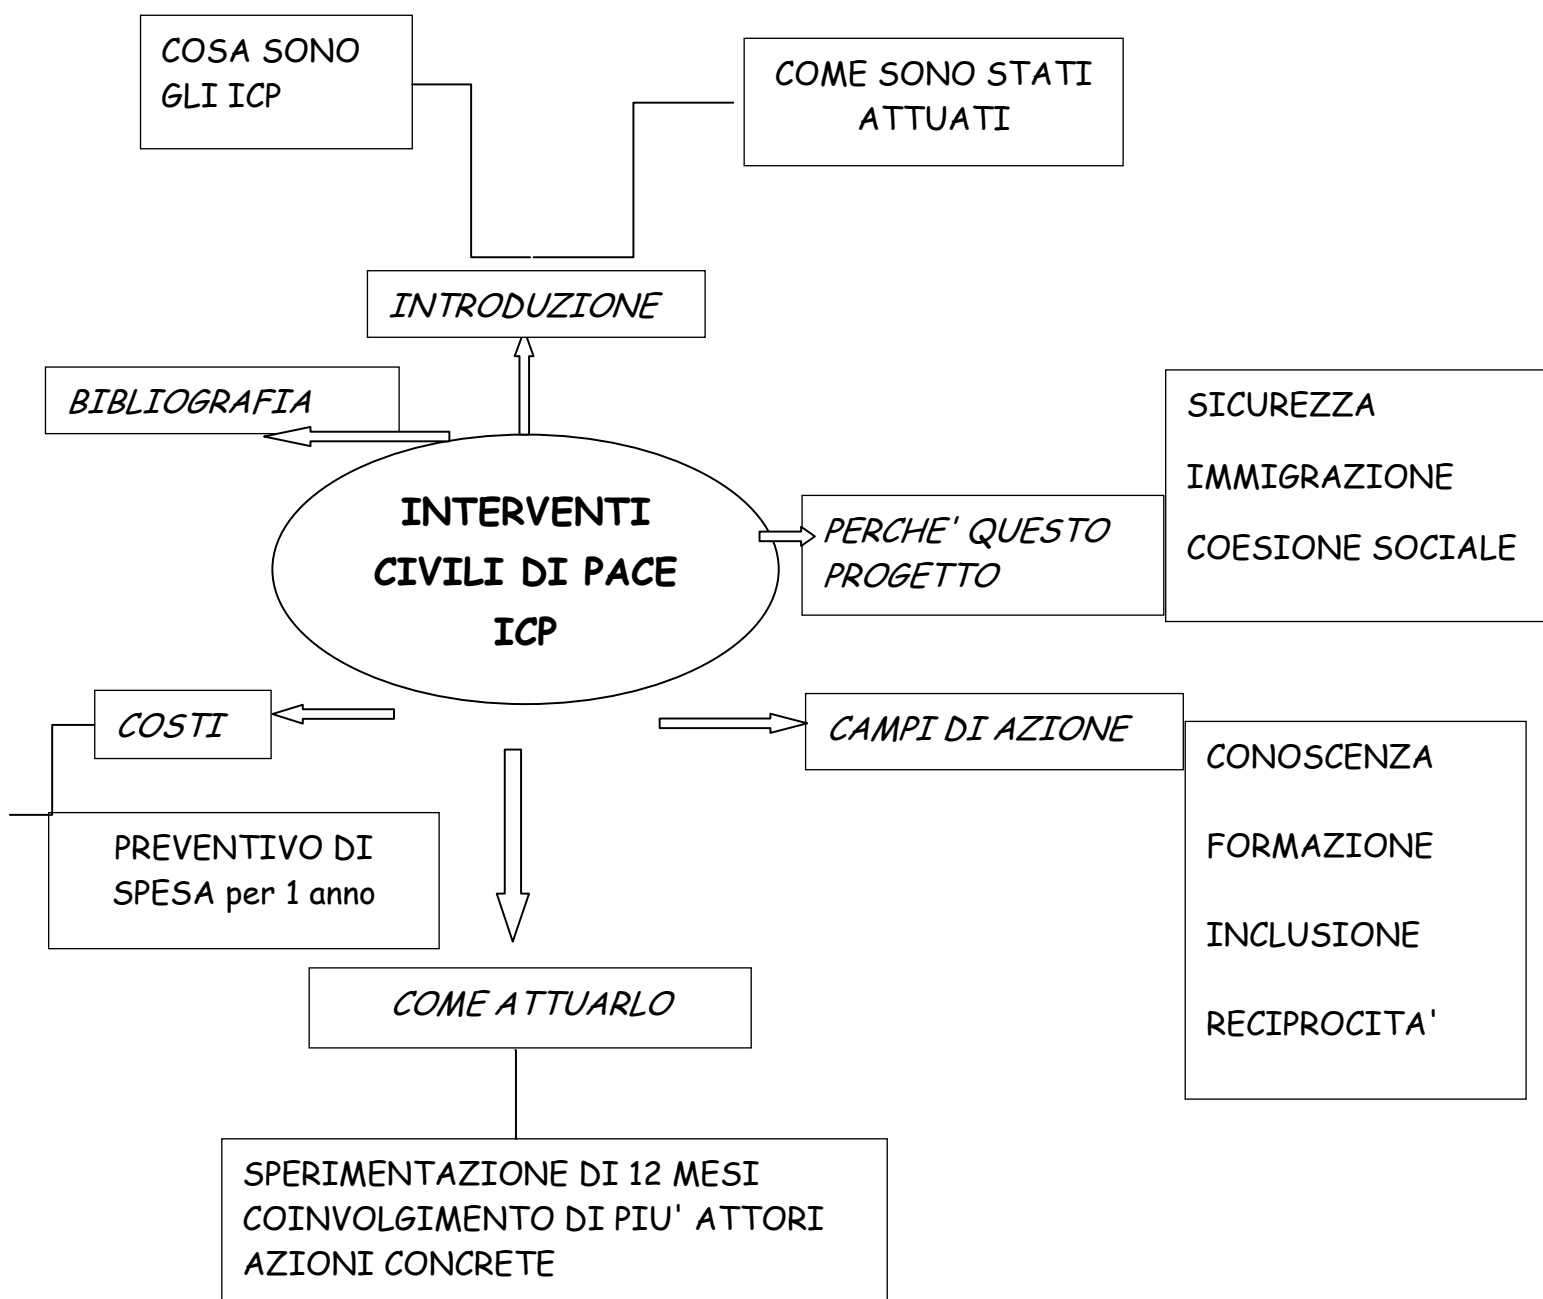 COSA SONO
GLI ICP
COME SONO STATI
ATTUATI
INTRODUZIONE
BIBLIOGRAFIA
INTERVENTI
CIVILI DI PACE
ICP
PERCHE' QUESTO
PROGETTO
SICUREZZA
IMMIGRAZIONE
COESIONE SOCIALE
COSTI
PREVENTIVO DI
SPESA per 1 anno
CAMPI DI AZIONE
CONOSCENZA
FORMAZIONE
INCLUSIONE
RECIPROCITA'
COME ATTUARLO
SPERIMENTAZIONE DI 12 MESI
COINVOLGIMENTO DI PIU' ATTORI
AZIONI CONCRETE